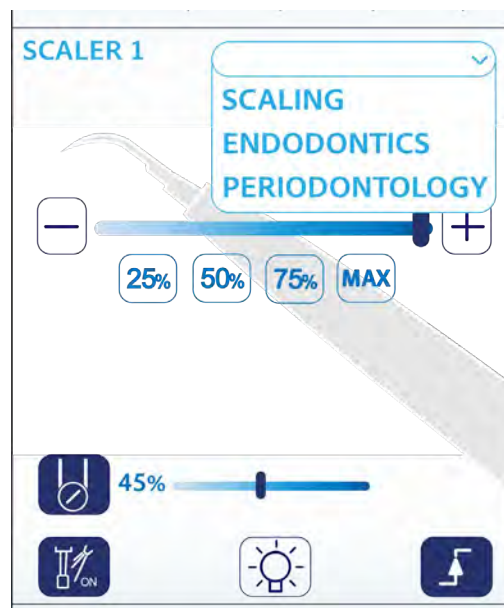 SCALER 1
SCALING
ENDODONTICS
PERIODONTOLOGY
25% 50% 75% MAX
45%
ON